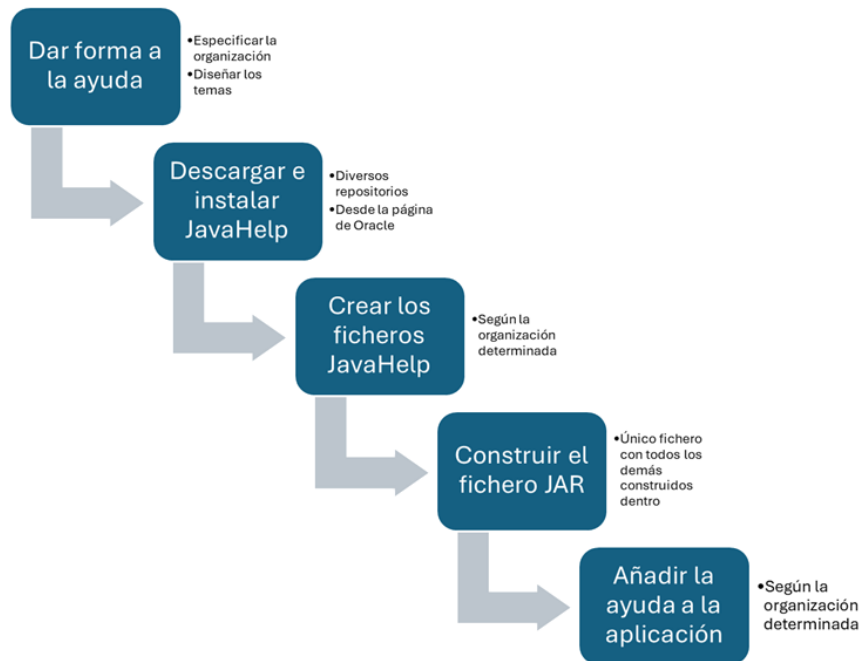 Dar forma a
la ayuda
•Especificar la
organización
•Diseñar los
temas
Descargar e
instalar
JavaHelp
•Diversos
repositorios
•Desde la página
de Oracle
Crear los
ficheros
JavaHelp
•Según la
organización
determinada
Construir el
fichero JAR
•Único fichero
con todos los
demás
construidos
dentro
Añadir la
ayuda a la
aplicación
•Según la
organización
determinada